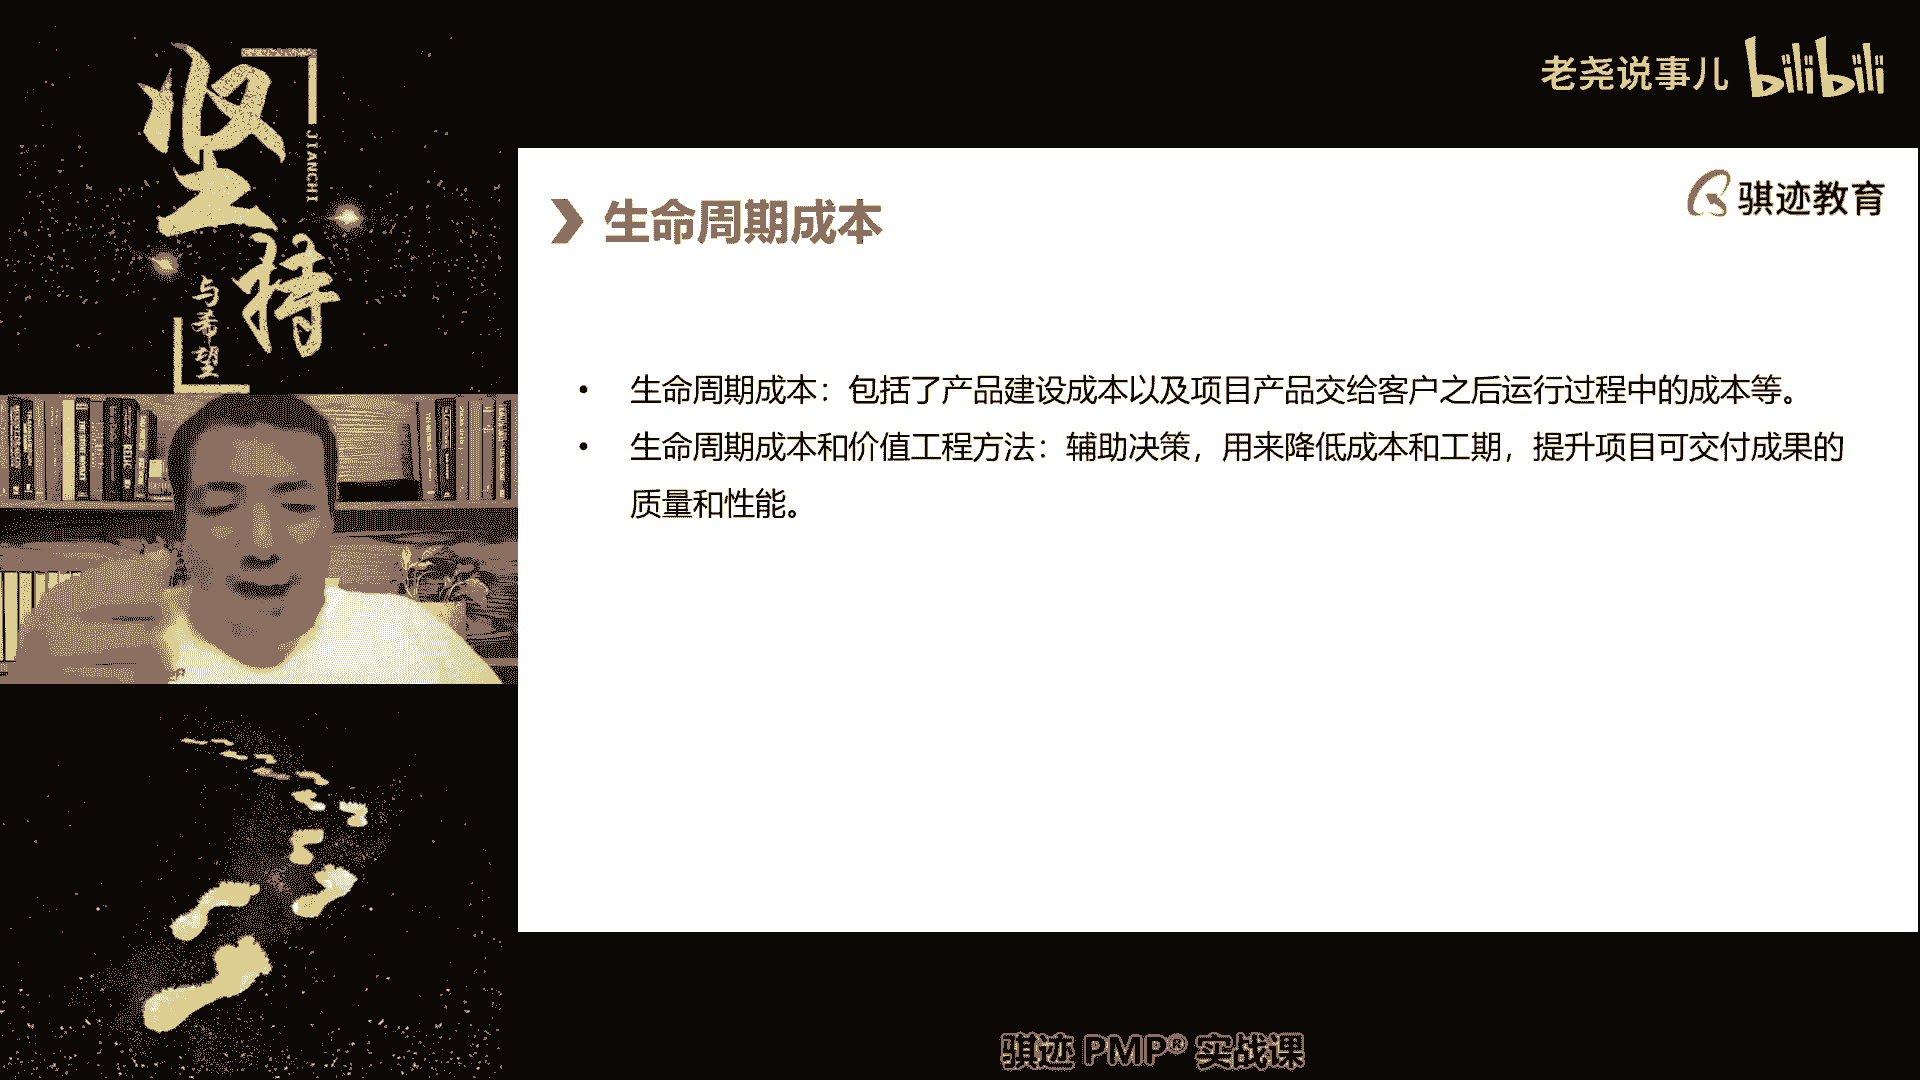 坚持
JIANCHI
与希望
老尧说事儿 bilibili
骐迹教育
生命周期成本
• 生命周期成本：包括了产品建设成本以及项目产品交给客户之后运行过程中的成本等。
• 生命周期成本和价值工程方法：辅助决策，用来降低成本和工期，提升项目可交付成果的
质量和性能。
骐迹 PMP® 实战课